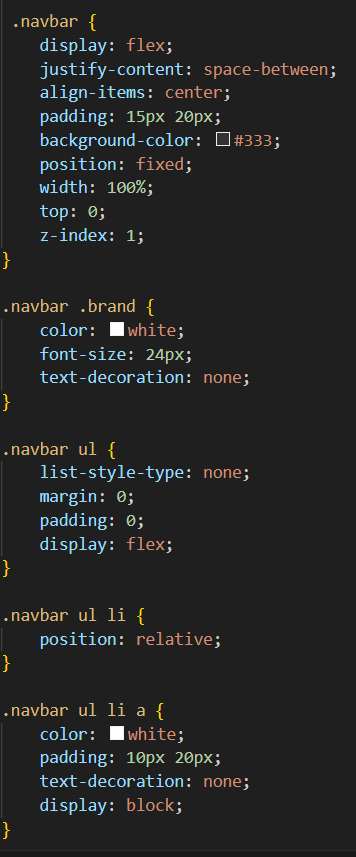 .navbar {
display: flex;
justify-content: space-between;
align-items: center;
padding: 15px 20px;
background-color: #333;
position: fixed;
width: 100%;
top: 0;
z-index: 1;
}
.navbar .brand {
color: white;
font-size: 24px;
text-decoration: none;
}
.navbar ul {
list-style-type: none;
margin: 0;
padding: 0;
display: flex;
}
.navbar ul li {
position: relative;
}
.navbar ul li a {
color: white;
padding: 10px 20px;
text-decoration: none;
display: block;
}